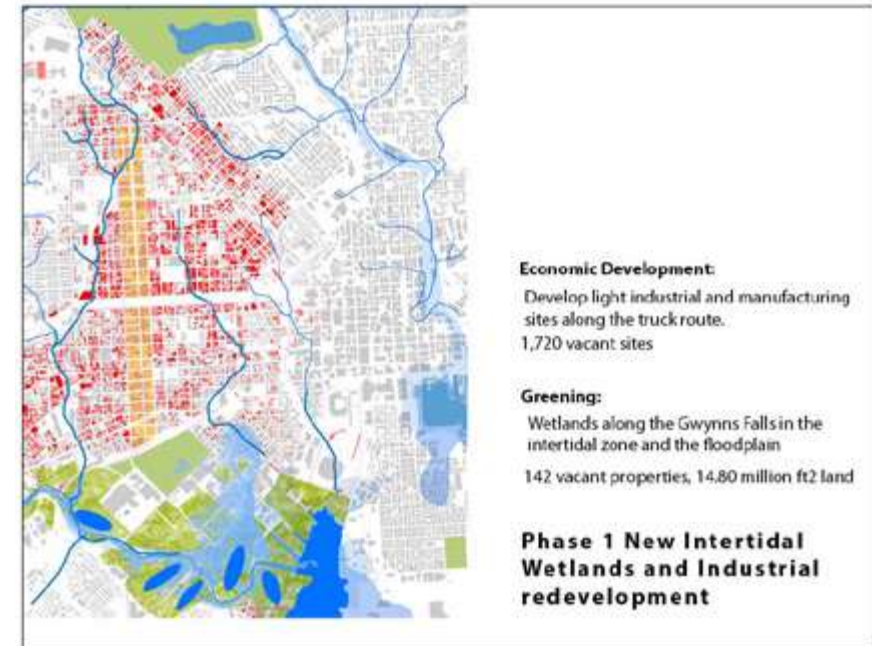 Economic Development:
Develop light industrial and manufacturing
sites along the truck route.
1,720 vacant sites
Greening:
Wetlands along the Gwynns Falls in the
intertidal zone and the floodplain
142 vacant properties, 14.80 million ft2 land
Phase 1 New Intertidal
Wetlands and Industrial
redevelopment